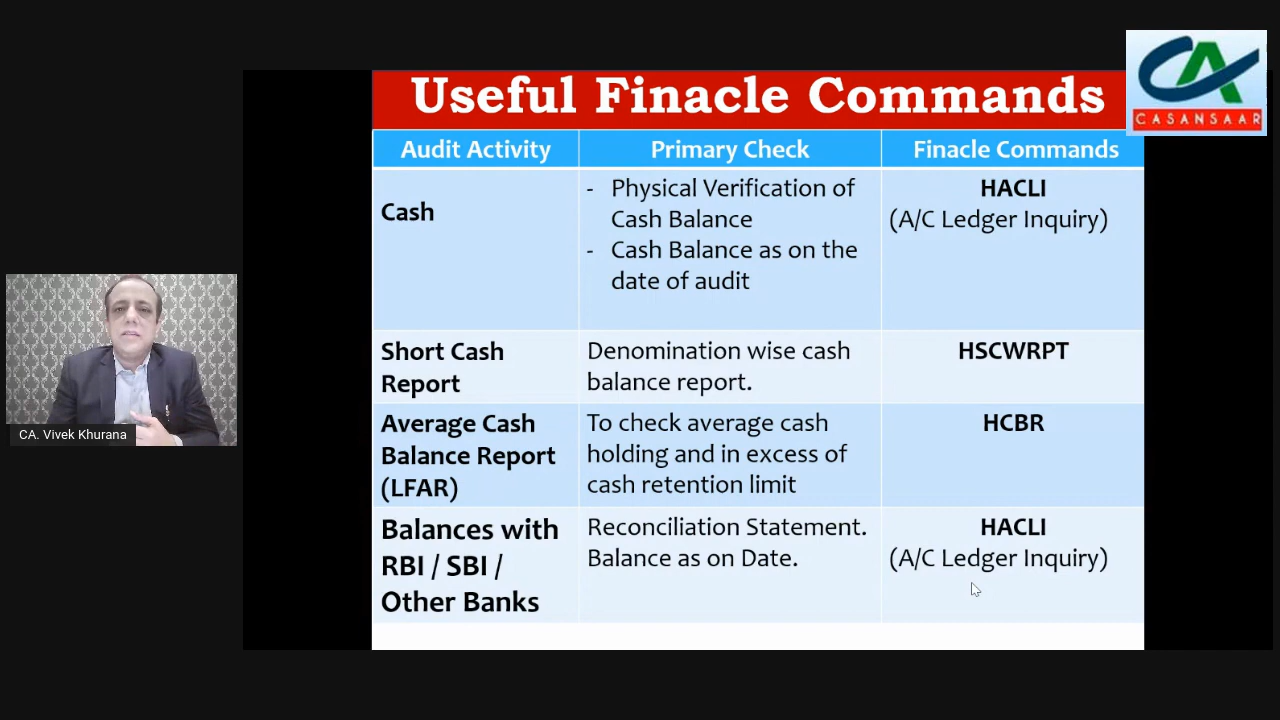 Useful Finacle Commands
CASANSAAR
Audit Activity
Primary Check
Finacle Commands
Cash
- Physical Verification of
Cash Balance
- Cash Balance as on the
date of audit
HACLI
(A/C Ledger Inquiry)
Short Cash
Report
Denomination wise cash
balance report.
HSCWRPT
Average Cash
Balance Report
(LFAR)
To check average cash
holding and in excess of
cash retention limit
HCBR
Balances with
RBI / SBI /
Other Banks
Reconciliation Statement.
Balance as on Date.
HACLI
(A/C Ledger Inquiry)
CA. Vivek Khurana